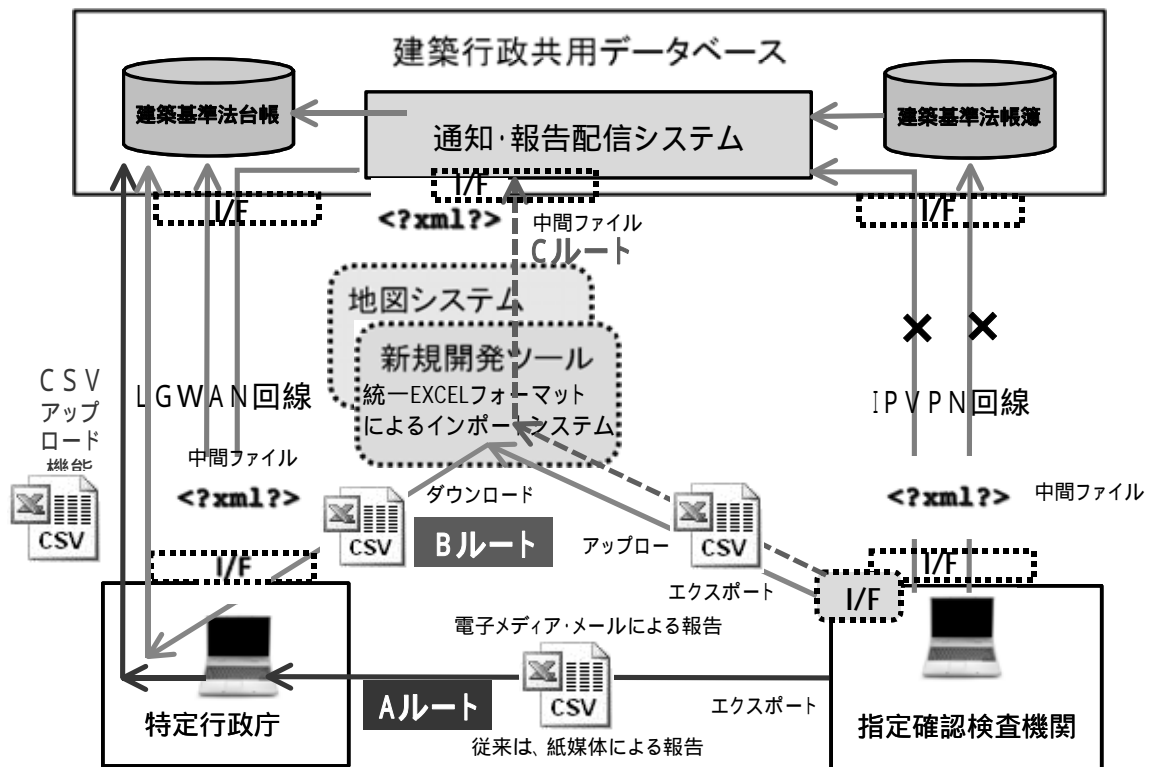 建築行政共用データベース
建築基準法台帳
通知・報告配信システム
建築基準法帳簿
I/F
I/F
I/F
<?xml?>
中間ファイル
Cルート
地図システム
新規開発ツール
統一EXCELフォーマット
によるインポートシステム
CSV
アップ
ロード
機能
LGWAN回線
IPVPN回線
中間ファイル
<?xml?>
CSV
ダウンロード
CSV
Bルート
アップロー
CSV
<?xml?>
中間ファイル
I/F
エクスポート
I/F
I/F
電子メディア・メールによる報告
Aルート
CSV
エクスポート
特定行政庁
従来は、紙媒体による報告
指定確認検査機関